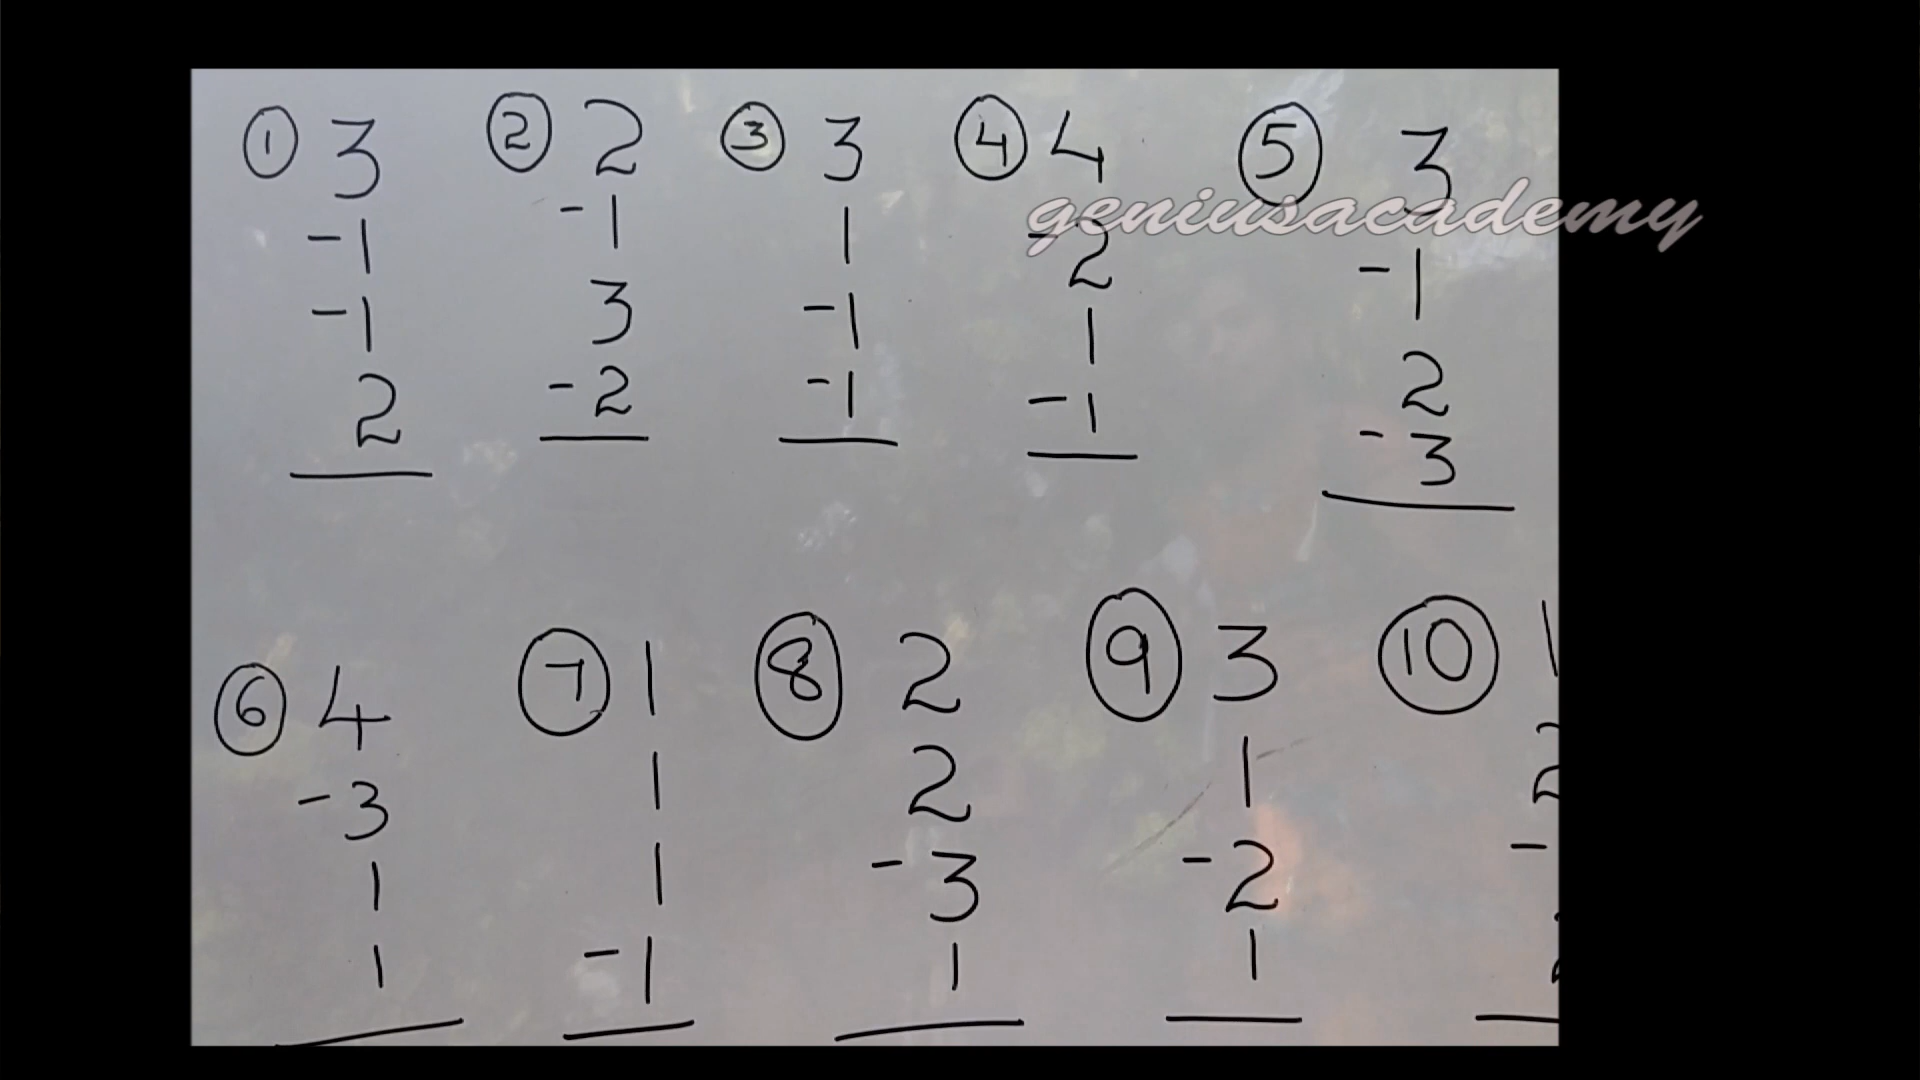 ① 3 ② 2 ③ 3 ④ 4 ⑤ 3
geniusacademy
-1 -1 1 -2 -1
-1 3 -1 1 2
2 -2 -1 -1 -3
⑥ 4 ⑦ 1 ⑧ 2 ⑨ 3 ⑩ 1
-3 1 2 1 2
1 1 -3 -2 -
1 -1 1 1